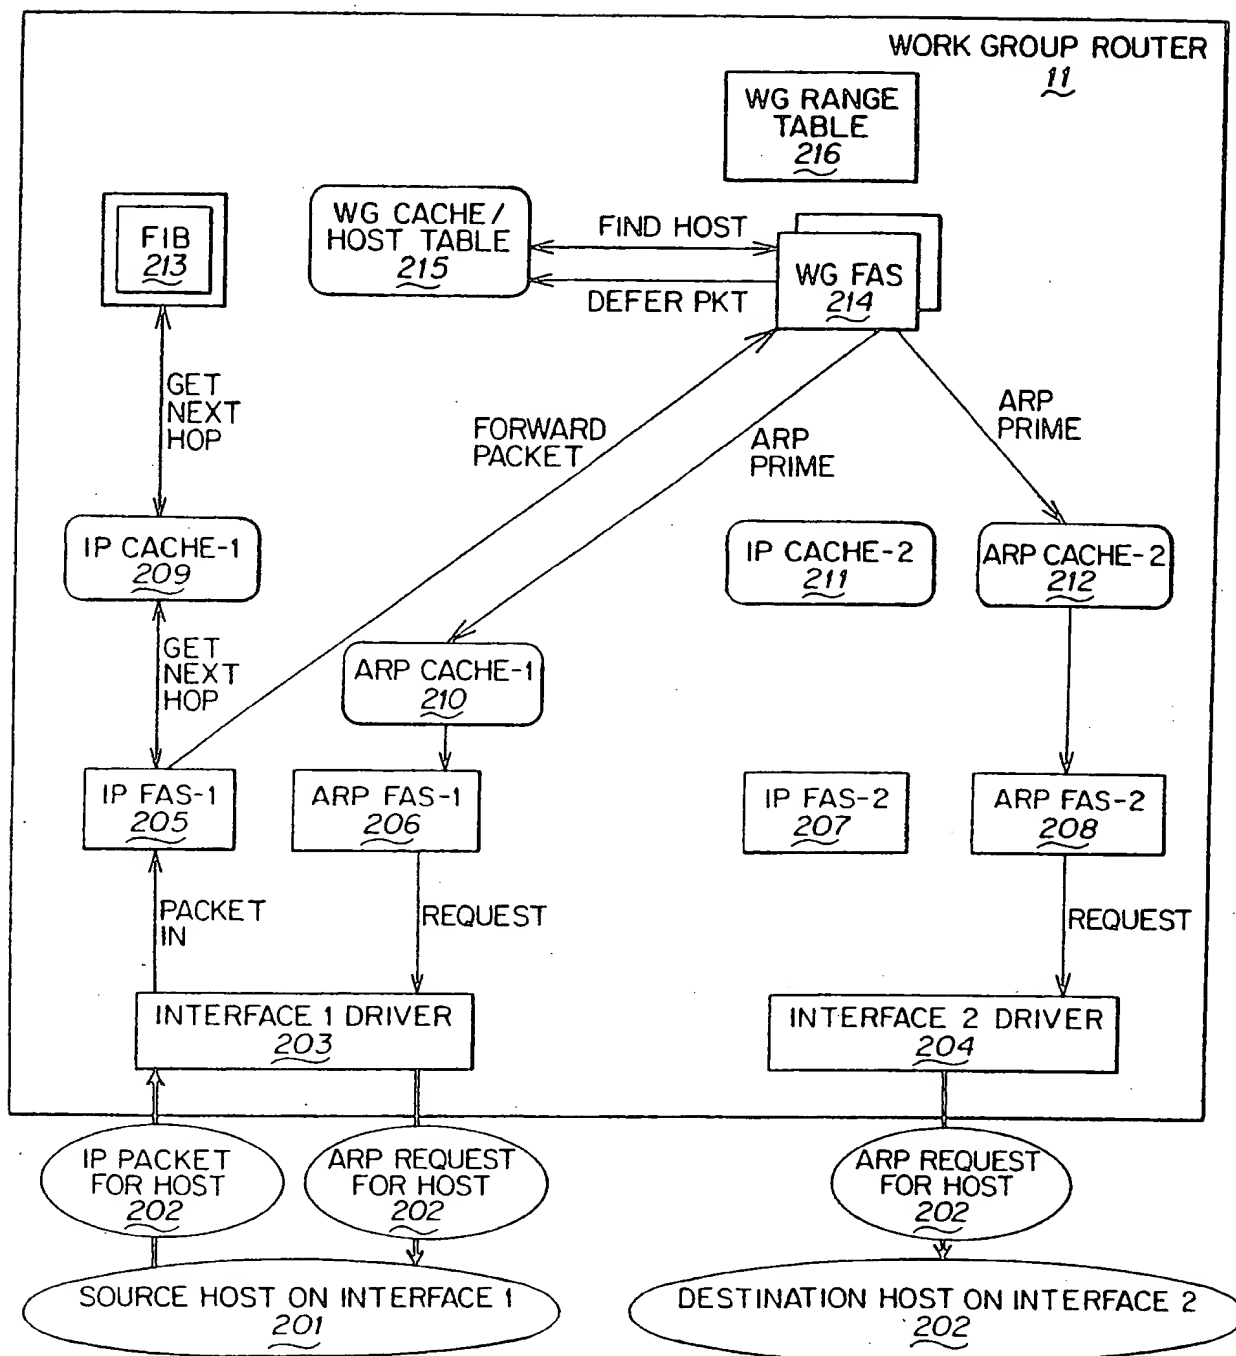 WORK GROUP ROUTER
11
WG RANGE
TABLE
216
FIB
213
WG CACHE/
HOST TABLE
215
FIND HOST
DEFER PKT
WG FAS
214
GET
NEXT
HOP
FORWARD
PACKET
ARP
PRIME
ARP
PRIME
IP CACHE-1
209
IP CACHE-2
211
ARP CACHE-2
212
GET
NEXT
HOP
ARP CACHE-1
210
IP FAS-1
205
ARP FAS-1
206
IP FAS-2
207
ARP FAS-2
208
PACKET
IN
REQUEST
REQUEST
INTERFACE 1 DRIVER
203
INTERFACE 2 DRIVER
204
IP PACKET
FOR HOST
202
ARP REQUEST
FOR HOST
202
ARP REQUEST
FOR HOST
202
SOURCE HOST ON INTERFACE 1
201
DESTINATION HOST ON INTERFACE 2
202